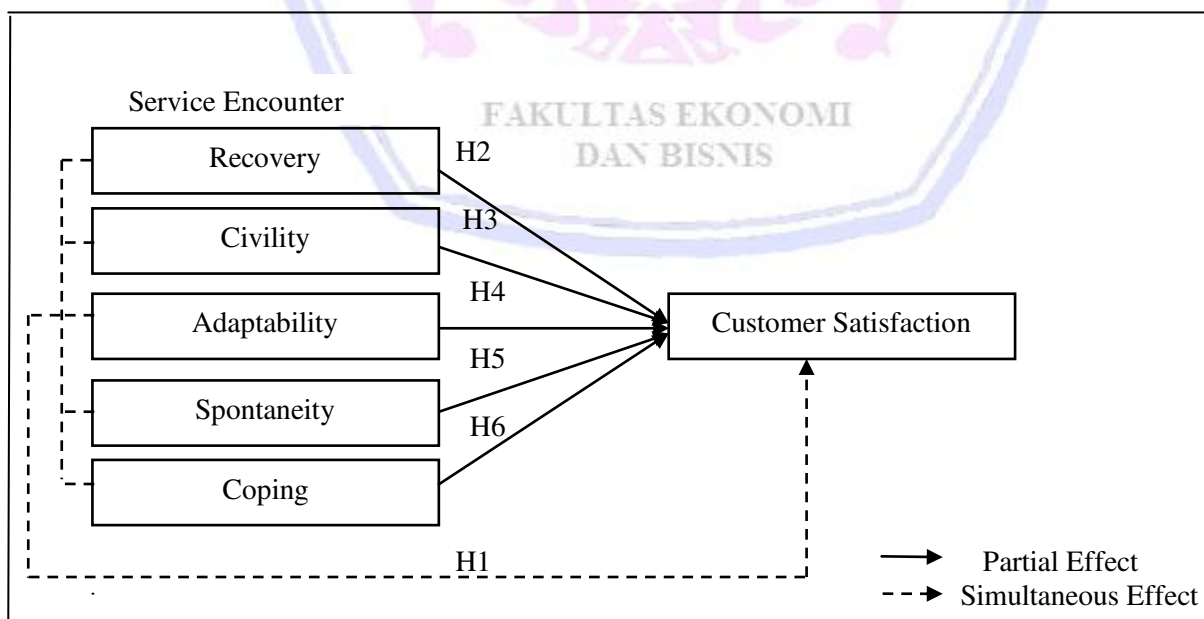 FAKULTAS EKONOMI
DAN BISNIS
Service Encounter
Recovery
H2
Civility
H3
Adaptability
H4
Customer Satisfaction
H5
Spontaneity
H6
Coping
H1
Partial Effect
Simultaneous Effect